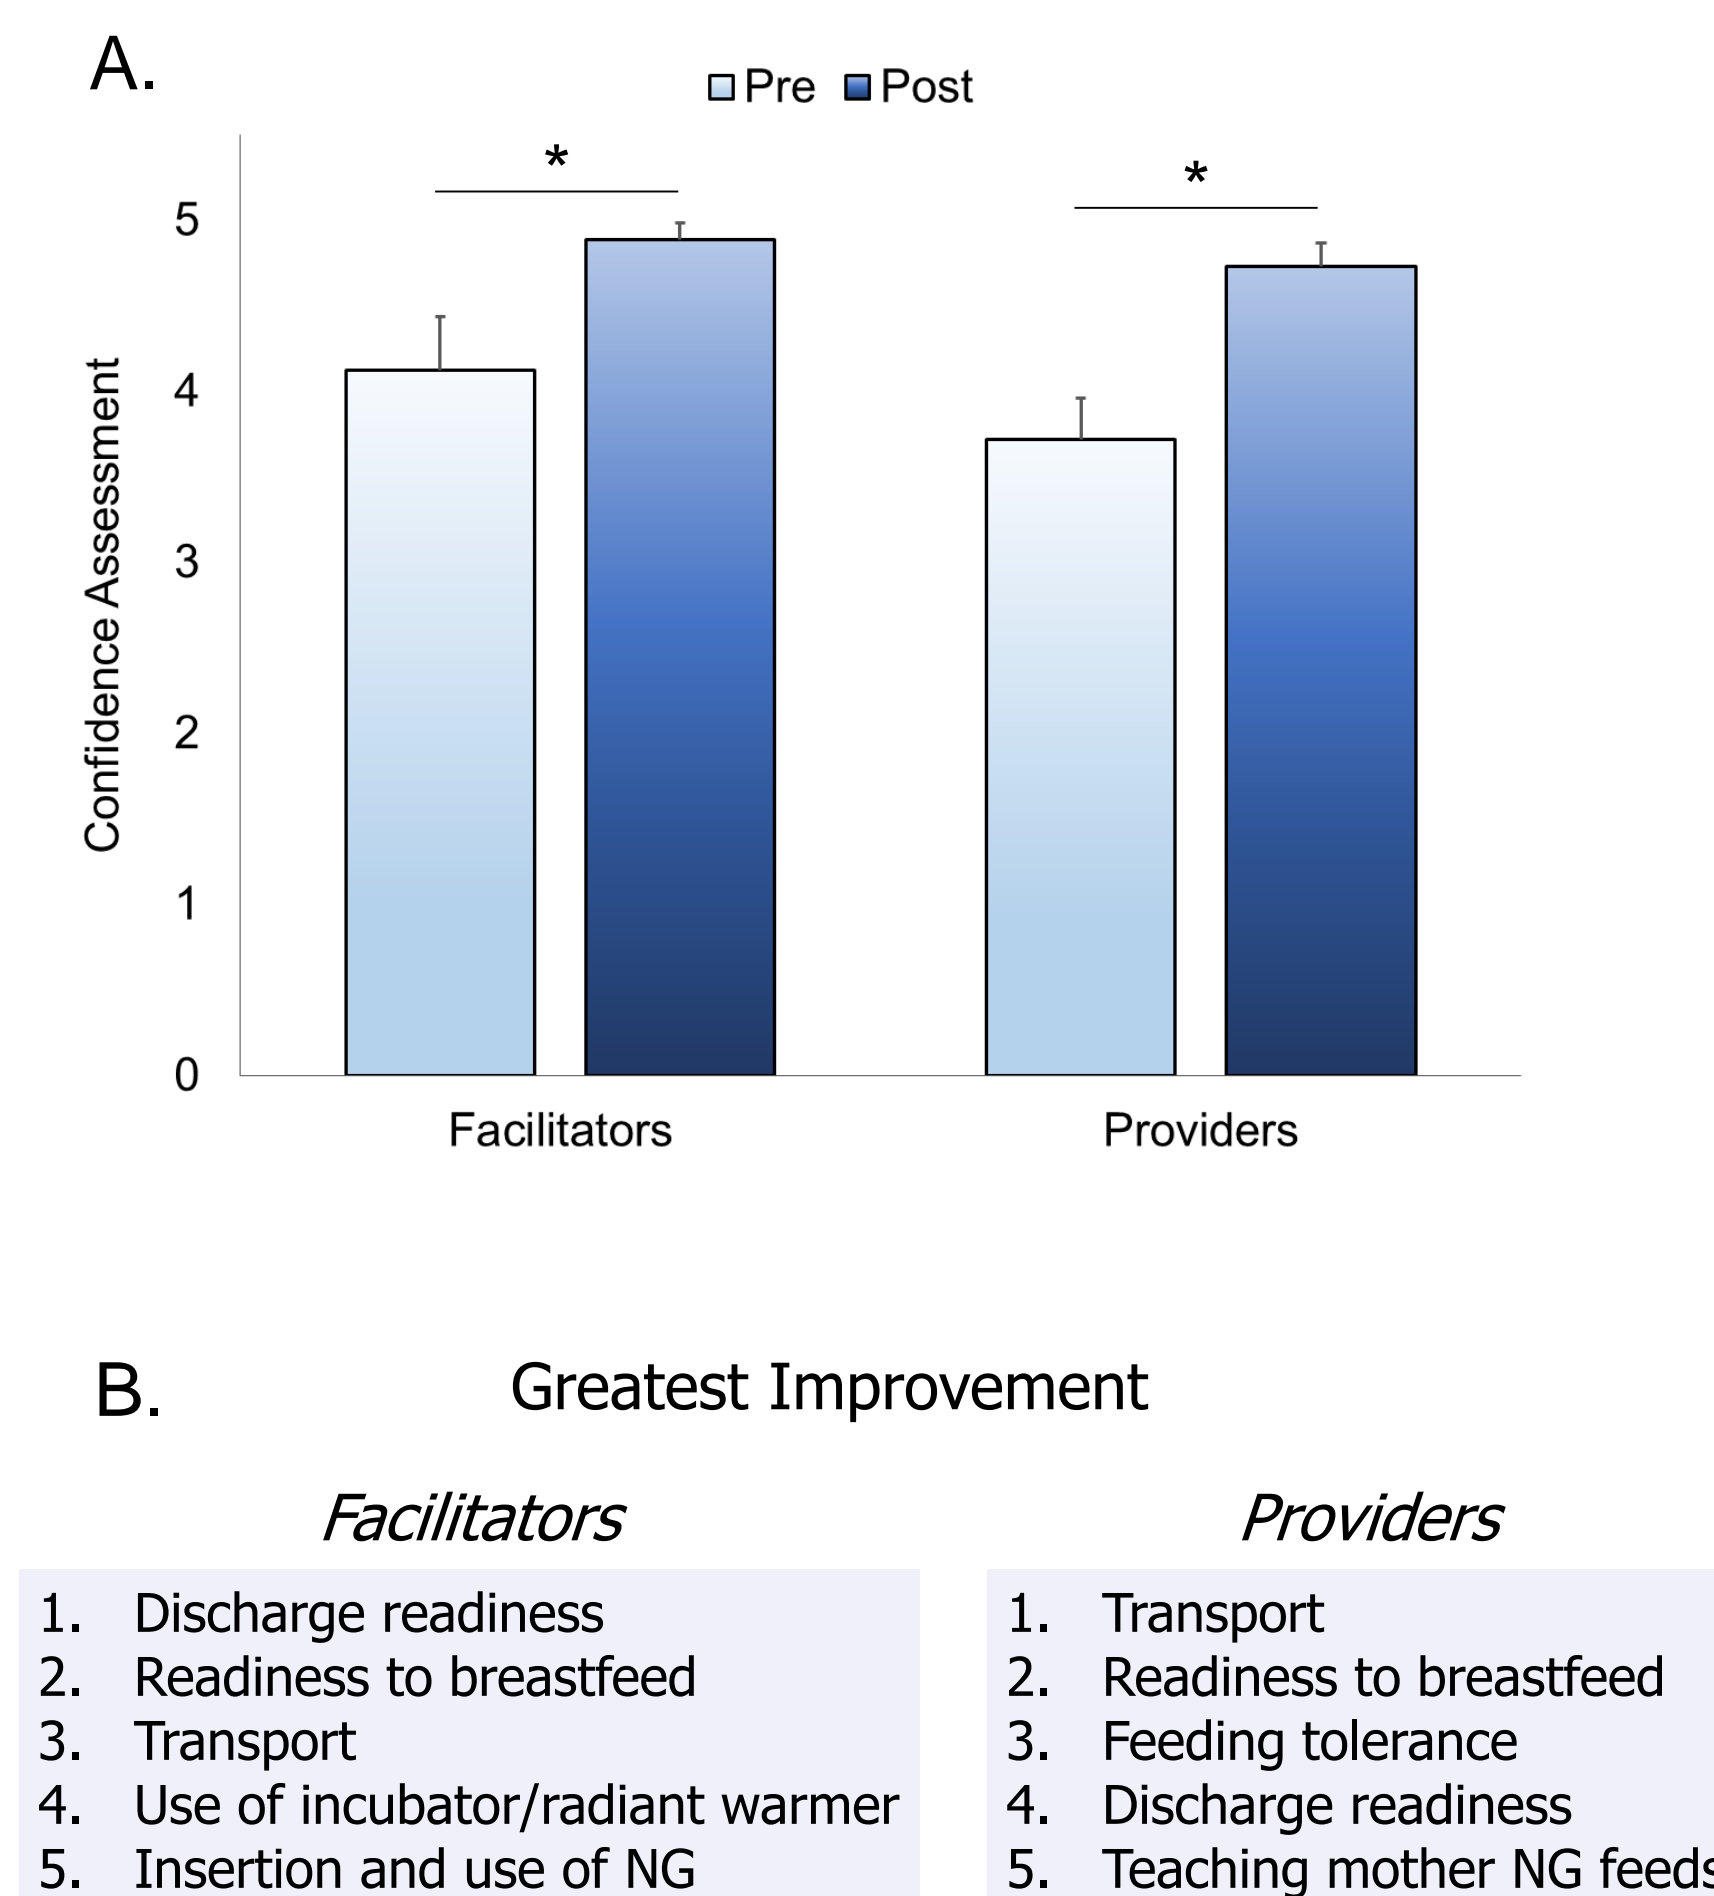 A.
Pre Post
*
*
5
4
3
2
1
0
Confidence Assessment
Facilitators Providers
B. Greatest Improvement
Facilitators
1. Discharge readiness
2. Readiness to breastfeed
3. Transport
4. Use of incubator/radiant warmer
5. Insertion and use of NG
Providers
1. Transport
2. Readiness to breastfeed
3. Feeding tolerance
4. Discharge readiness
5. Teaching mother NG feeds